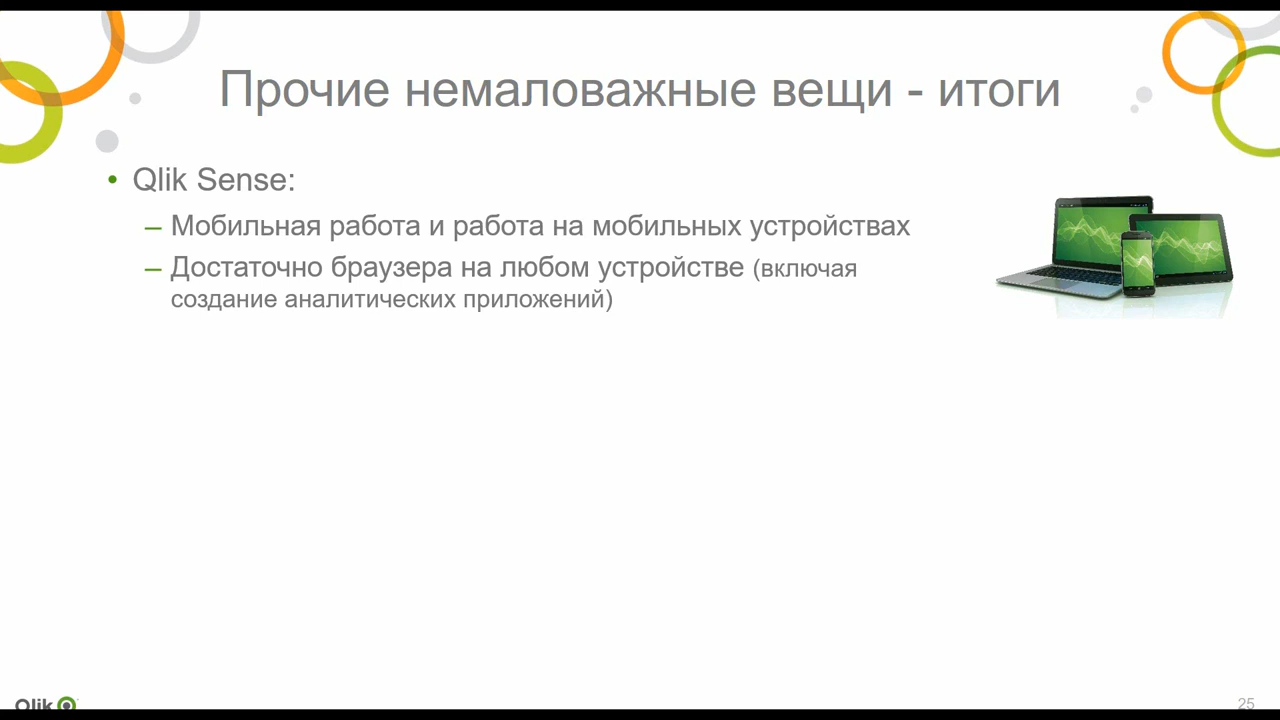 Прочие немаловажные вещи - итоги
• Qlik Sense:
– Мобильная работа и работа на мобильных устройствах
– Достаточно браузера на любом устройстве (включая
создание аналитических приложений)
Qlik
25